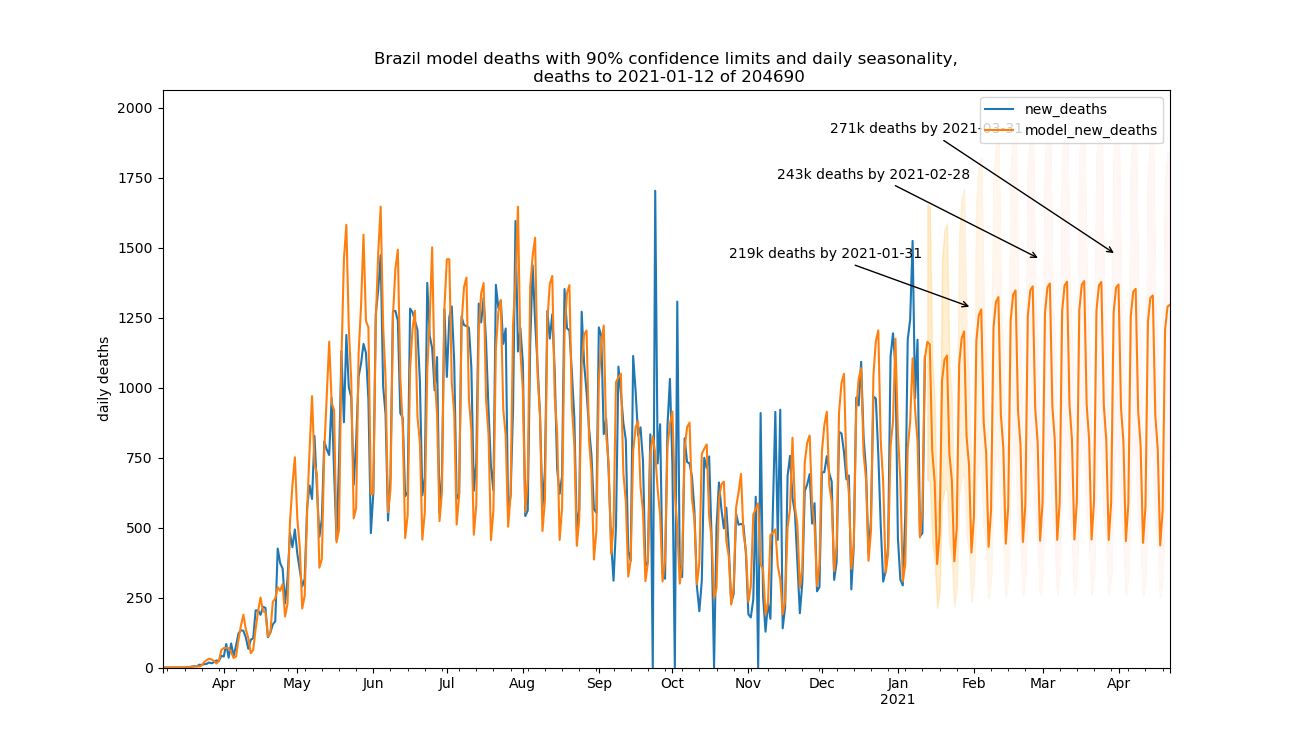 Brazil model deaths with 90% confidence limits and daily seasonality,
deaths to 2021-01-12 of 204690
daily deaths
2000
1750
1500
1250
1000
750
500
250
0
new_deaths
model_new_deaths
271k deaths by 2021-03-31
243k deaths by 2021-02-28
219k deaths by 2021-01-31
Apr May Jun Jul Aug Sep Oct Nov Dec Jan Feb Mar Apr
2021